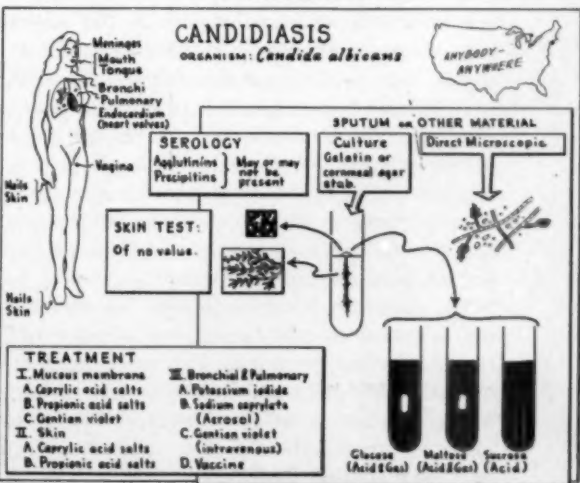 CANDIDIASIS
ORGANISM: Candida albicans
ANYBODY-
ANYWHERE
Meninges
Mouth
Tongue
Bronchi
Pulmonary
Endocardium
(heart valves)
Vagina
Nails
Skin
Nails
Skin
SPUTUM or OTHER MATERIAL
SEROLOGY
Agglutinins
Precipitins
May or may
not be
present
Culture
Gelatin or
cornmeal agar
stab.
Direct Microscopic
SKIN TEST:
Of no value.
TREATMENT
I. Mucous membrane
A. Caprylic acid salts
B. Propionic acid salts
C. Gentian violet
II. Skin
A. Caprylic acid salts
B. Propionic acid salts
III. Bronchial & Pulmonary
A. Potassium iodide
B. Sodium caprylate
(Aerosol)
C. Gentian violet
(intravenous)
D. Vaccine
Glucose
(Acid & Gas)
Maltose
(Acid & Gas)
Sucrose
(Acid)